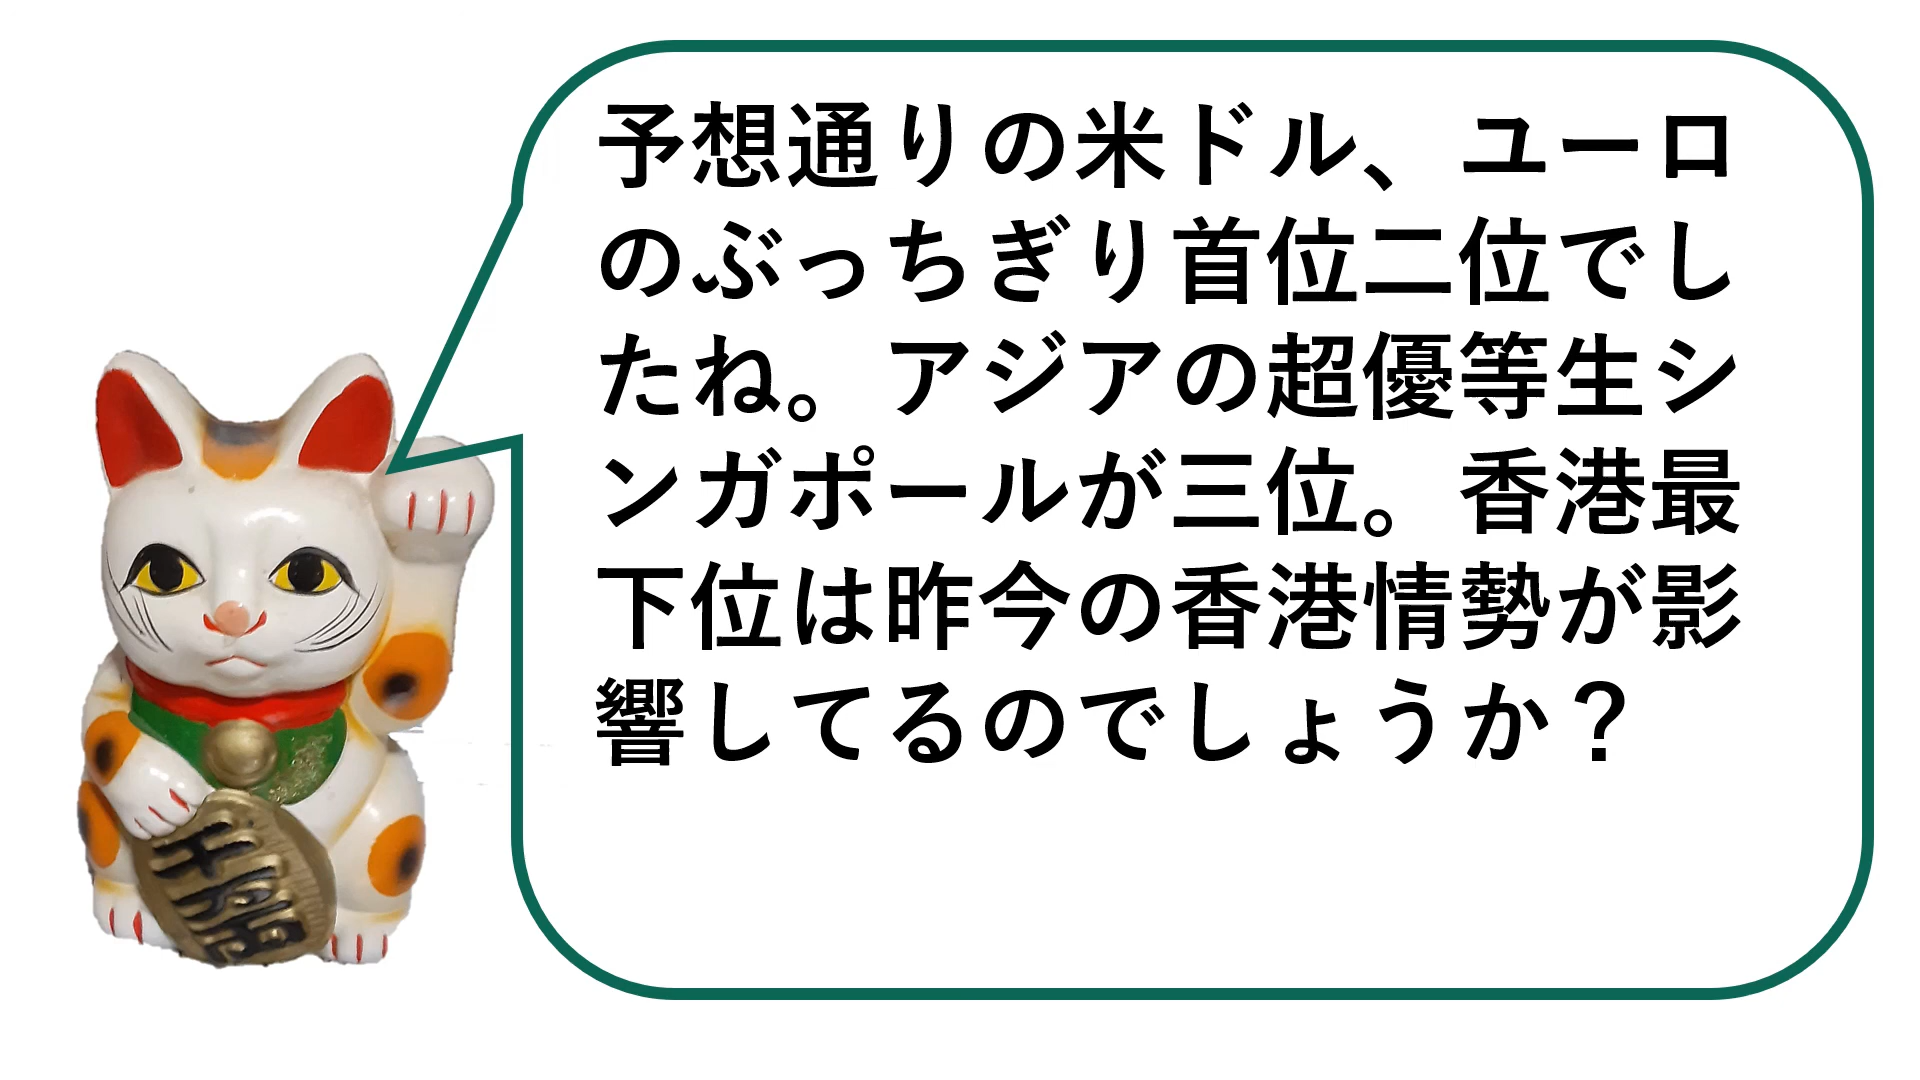 予想通りの米ドル、ユーロ
のぶっちぎり首位二位でし
たね。アジアの超優等生シ
ンガポールが三位。香港最
下位は昨今の香港情勢が影
響してるのでしょうか？